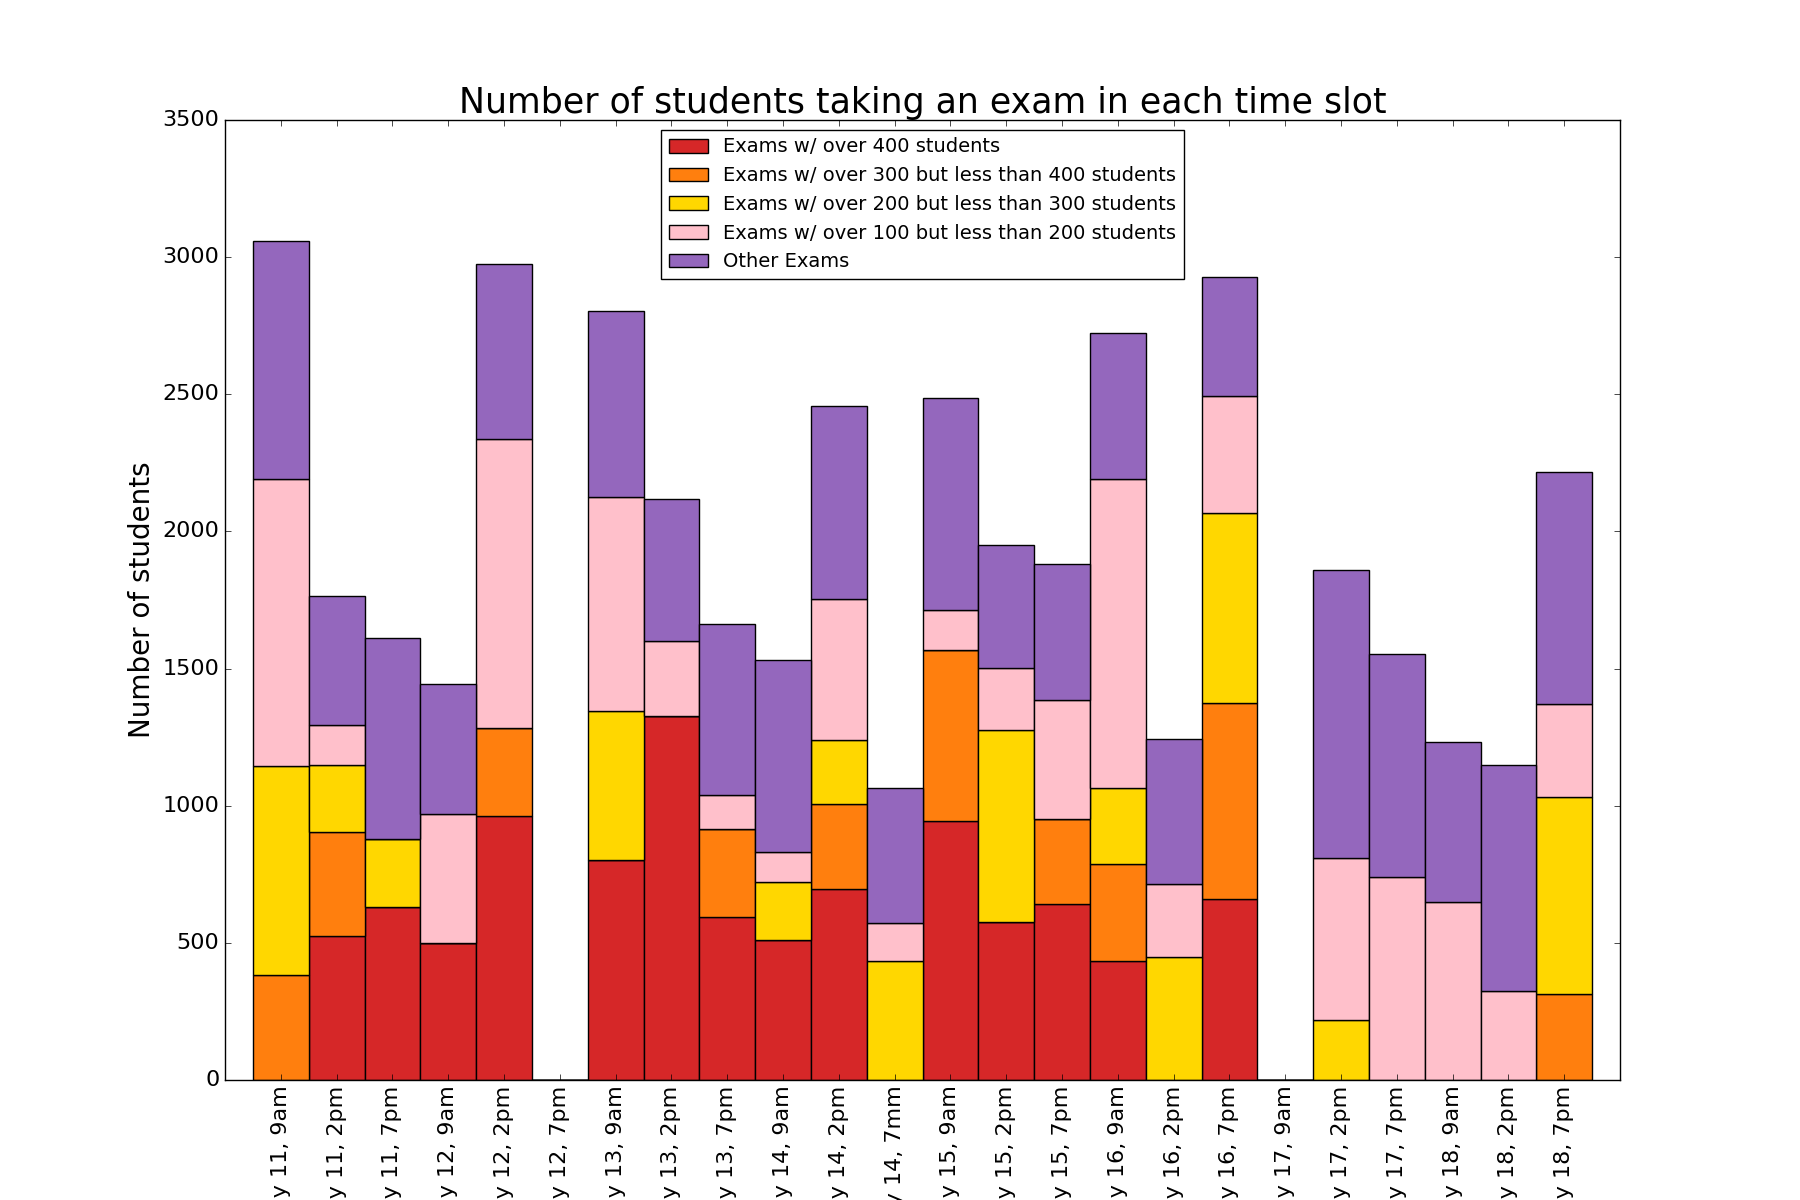 Number of students taking an exam in each time slot
Exams w/ over 400 students
Exams w/ over 300 but less than 400 students
Exams w/ over 200 but less than 300 students
Exams w/ over 100 but less than 200 students
Other Exams
Number of students
3500
3000
2500
2000
1500
1000
500
0
y 11, 9am
y 11, 2pm
y 11, 7pm
y 12, 9am
y 12, 2pm
y 12, 7pm
y 13, 9am
y 13, 2pm
y 13, 7pm
y 14, 9am
y 14, 2pm
y 14, 7mm
y 15, 9am
y 15, 2pm
y 15, 7pm
y 16, 9am
y 16, 2pm
y 16, 7pm
y 17, 9am
y 17, 2pm
y 17, 7pm
y 18, 9am
y 18, 2pm
y 18, 7pm